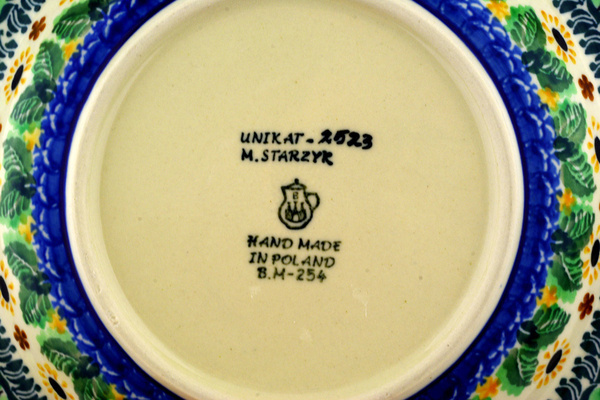 UNIKAT-2523
M.STARZYK
B
HAND MADE
IN POLAND
B.M-254